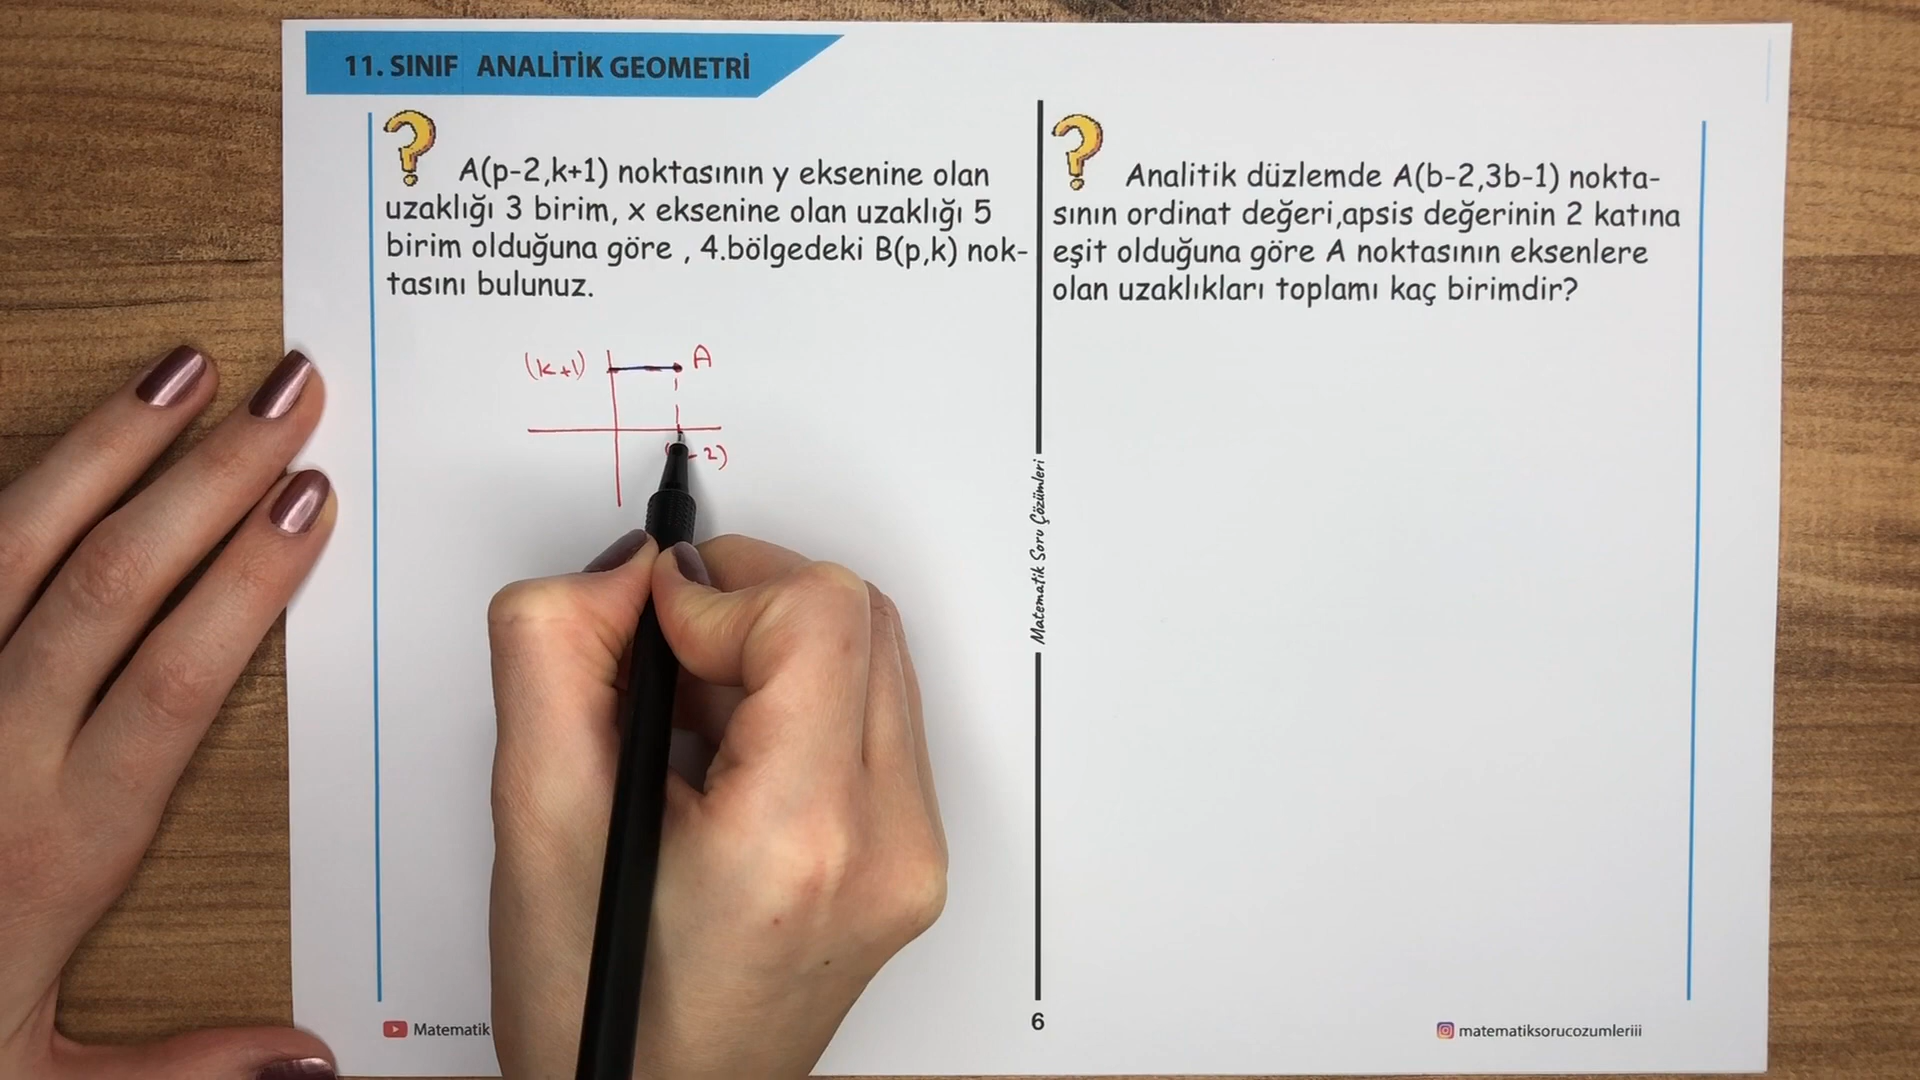 11. SINIF ANALİTİK GEOMETRİ
A(p-2,k+1) noktasının y eksenine olan
uzaklığı 3 birim, x eksenine olan uzaklığı 5
birim olduğuna göre , 4.bölgedeki B(p,k) nok-
tasını bulunuz.
(k+1)
A
-2)
Matematik
Matematik Soru Çözümleri
6
Analitik düzlemde A(b-2,3b-1) nokta-
sının ordinat değeri,apsis değerinin 2 katına
eşit olduğuna göre A noktasının eksenlere
olan uzaklıkları toplamı kaç birimdir?
matematiksorucozumleriii